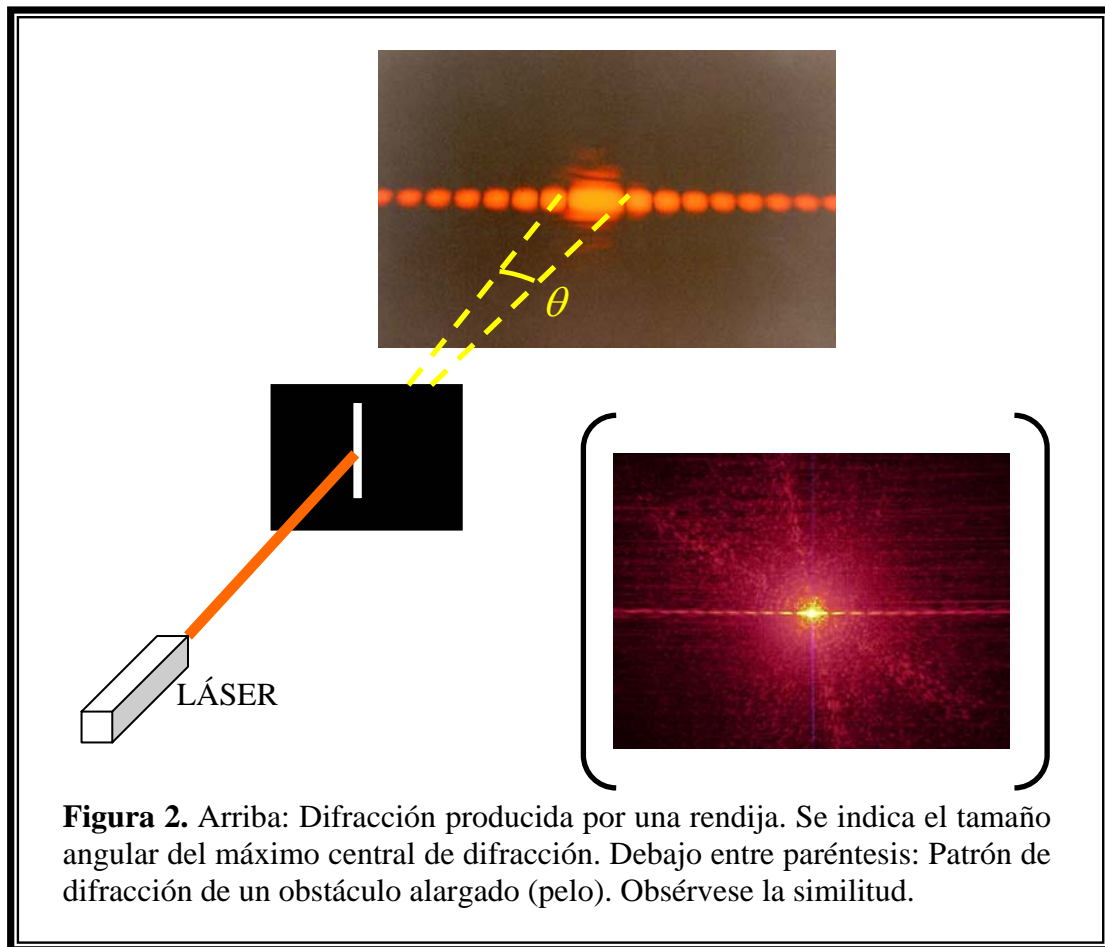 θ
LÁSER
Figura 2. Arriba: Difracción producida por una rendija. Se indica el tamaño
angular del máximo central de difracción. Debajo entre paréntesis: Patrón de
difracción de un obstáculo alargado (pelo). Obsérvese la similitud.